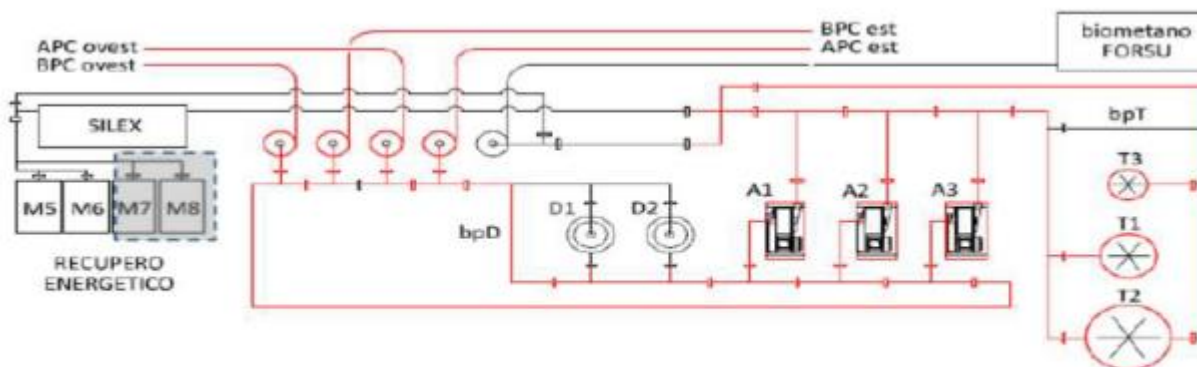 APC ovest
BPC ovest
BPC est
APC est
biometano
FORSU
SILEX
bpT
M5 M6 M7 M8
RECUPERO
ENERGETICO
bpD
D1
D2
A1
A2
A3
T3
T1
T2